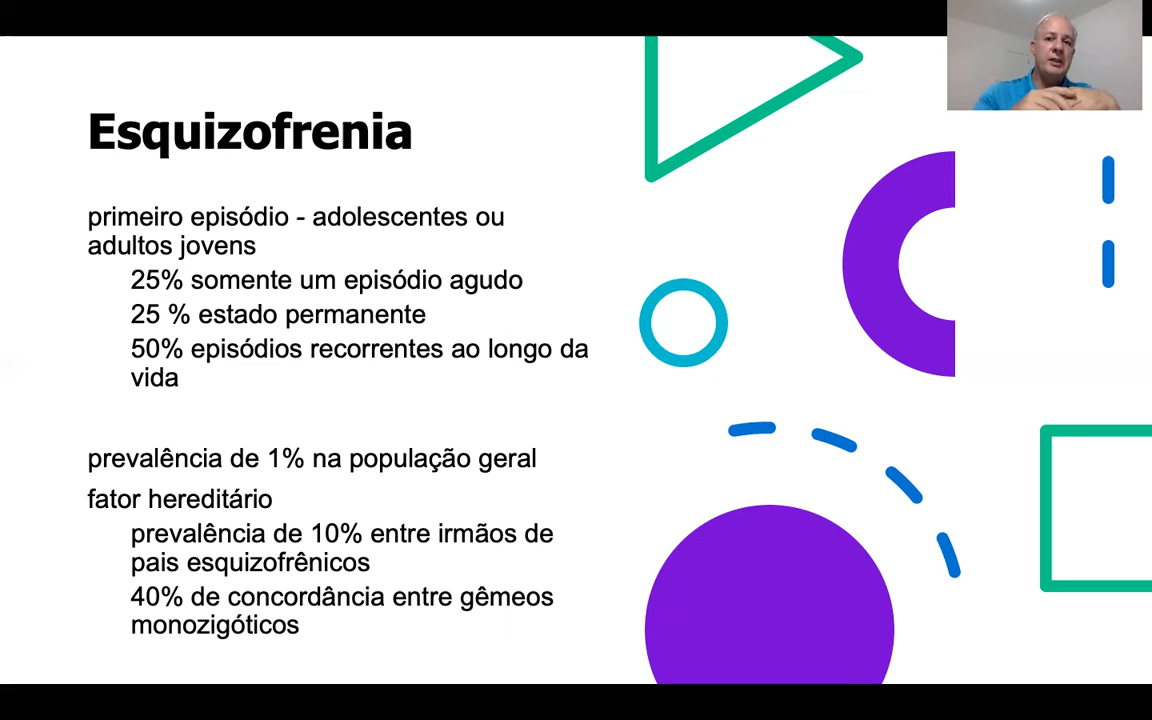 Esquizofrenia
primeiro episódio - adolescentes ou
adultos jovens
25% somente um episódio agudo
25 % estado permanente
50% episódios recorrentes ao longo da
vida
prevalência de 1% na população geral
fator hereditário
prevalência de 10% entre irmãos de
pais esquizofrênicos
40% de concordância entre gêmeos
monozigóticos